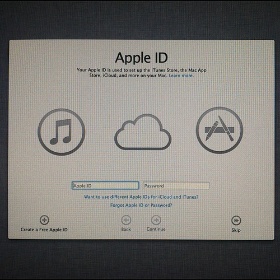 Apple ID
Your Apple ID is used to set up the iTunes Store, the Mac App
Store, iCloud, and more on your Mac. Learn more.
Apple ID
Password
Want to use different Apple IDs for iCloud and iTunes?
Forgot Apple ID or Password?
Create a Free Apple ID
Back
Continue
Skip